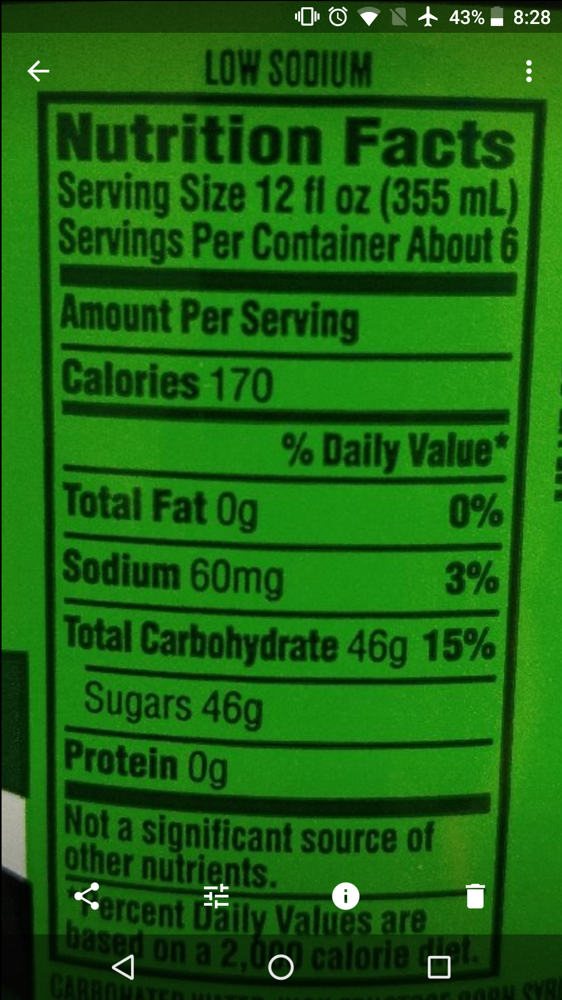 43% 8:28
LOW SODIUM
Nutrition Facts
Serving Size 12 fl oz (355 mL)
Servings Per Container About 6
Amount Per Serving
Calories 170
% Daily Value*
Total Fat 0g 0%
Sodium 60mg 3%
Total Carbohydrate 46g 15%
Sugars 46g
Protein 0g
Not a significant source of
other nutrients.
*Percent Daily Values are
based on a 2,000 calorie diet.
CARBONATED WATER, HIGH FRUCTOSE CORN